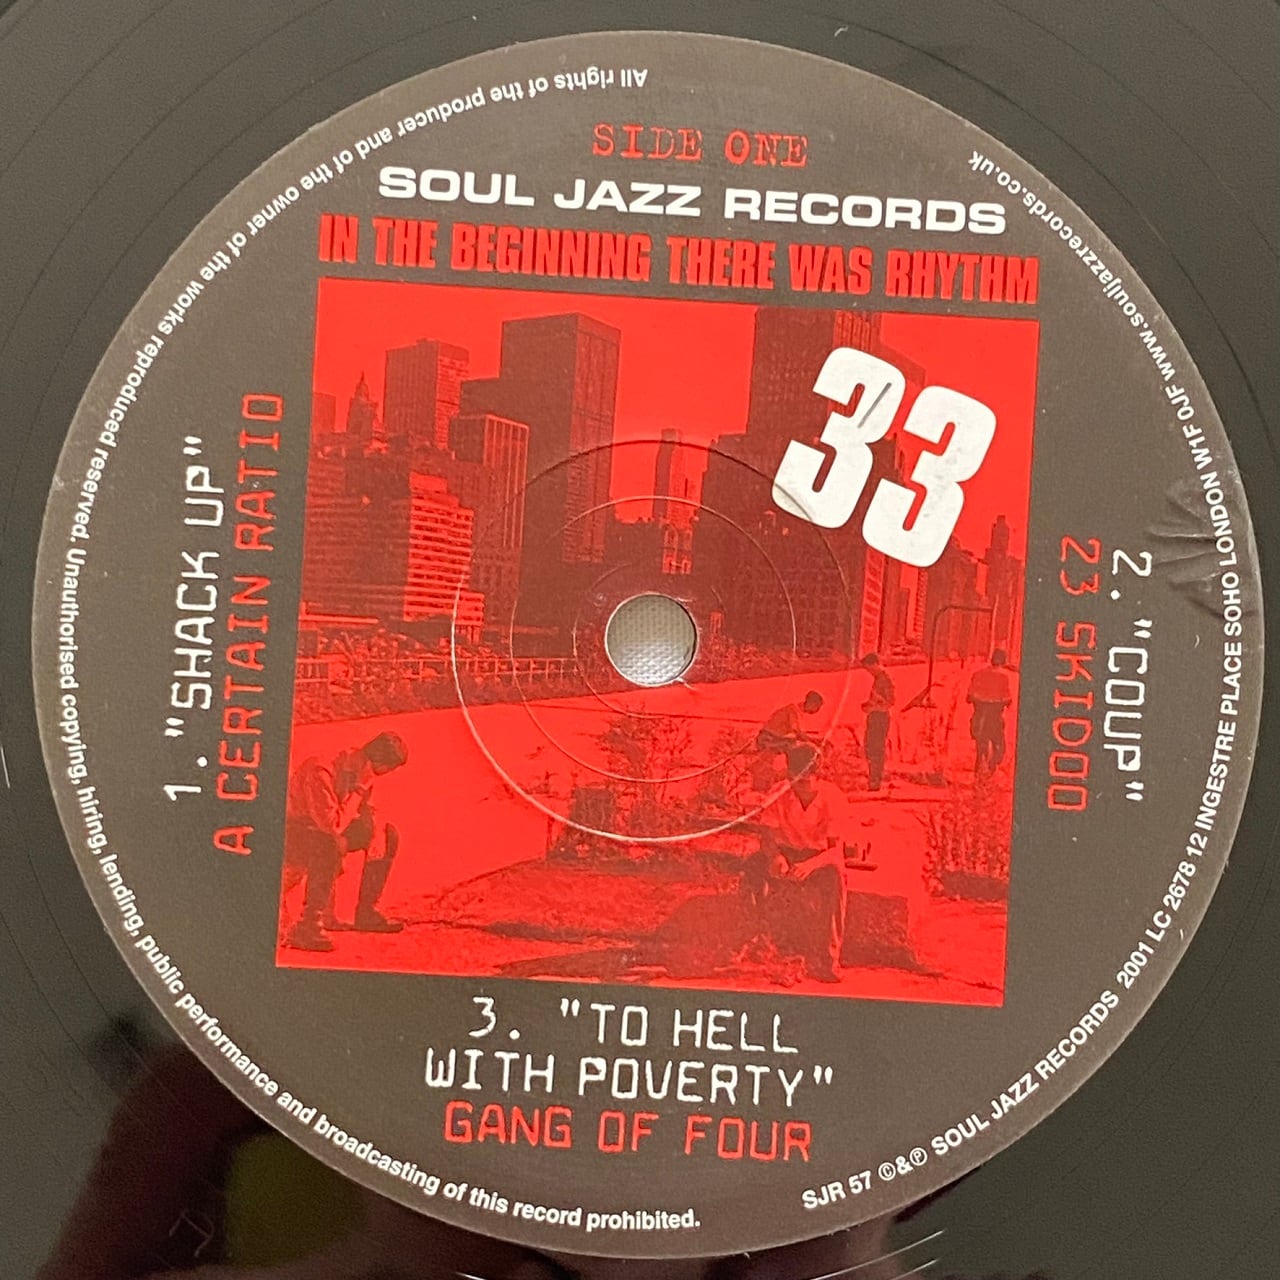 SIDE ONE
SOUL JAZZ RECORDS
IN THE BEGINNING THERE WAS RHYTHM
33
1. "SHACK UP"
A CERTAIN RATIO
2. "COUP"
23 SKIDOO
3. "TO HELL
WITH POVERTY"
GANG OF FOUR
All rights of the producer and of the owner of the works reproduced reserved. Unauthorised copying, hiring, lending, public performance and broadcasting of this record prohibited.
SJR 57 ©&℗ SOUL JAZZ RECORDS 2001 LC 2678 12 INGESTRE PLACE SOHO LONDON W1F 0JF www.souljazzrecords.co.uk